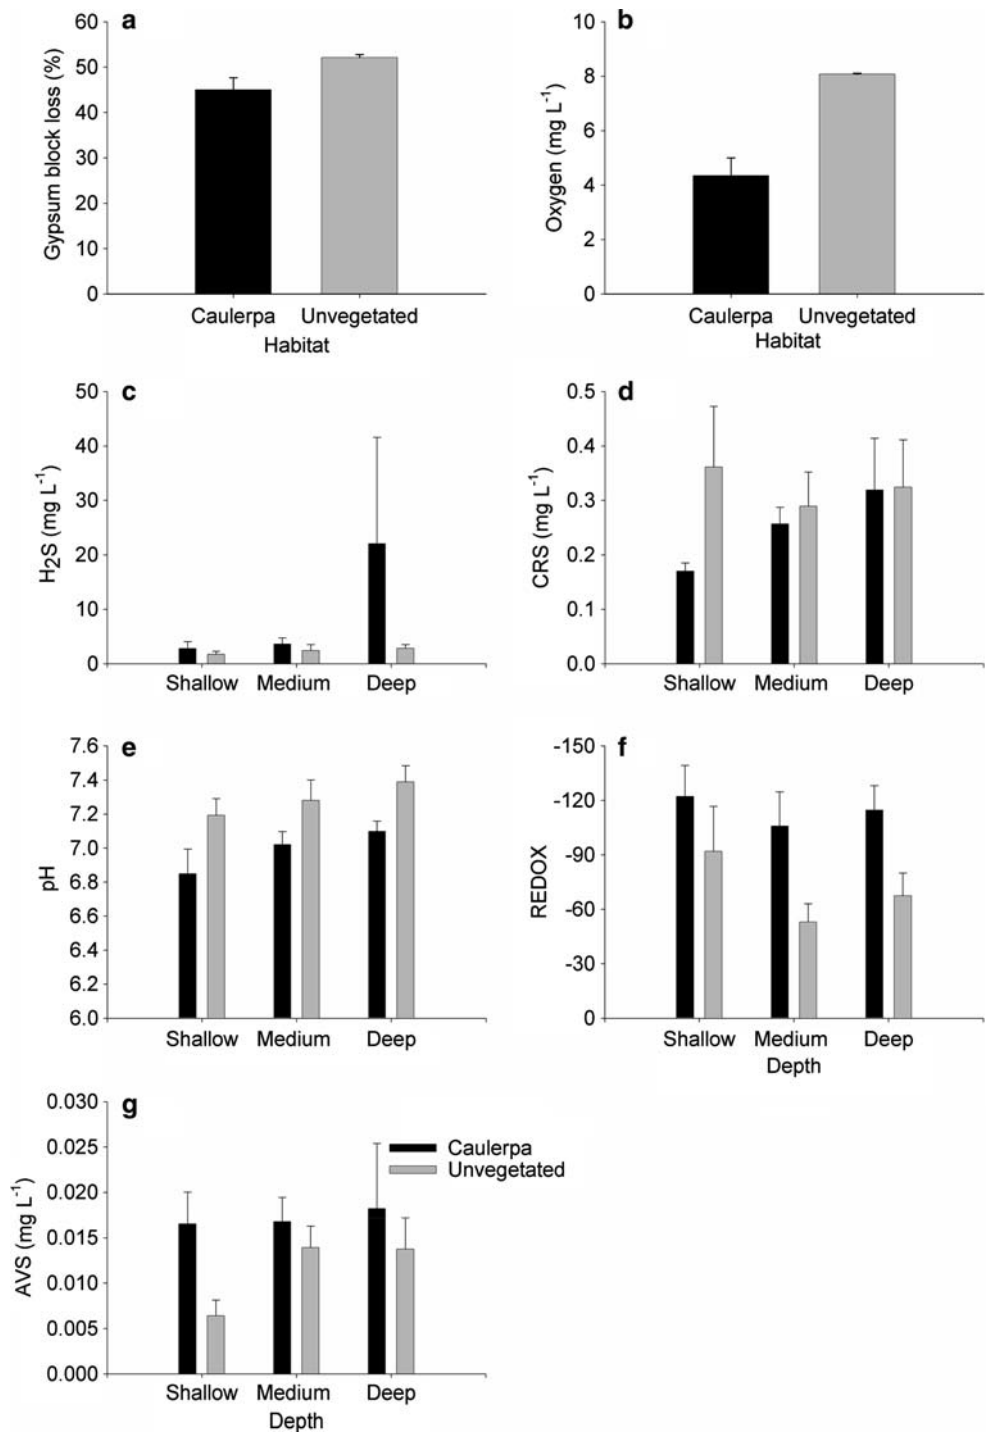 a
60
50
40
30
20
10
0
Gypsum block loss (%)
Caulerpa Unvegetated
Habitat
b
10
8
6
4
2
0
Oxygen (mg L-1)
Caulerpa Unvegetated
Habitat
c
50
40
30
20
10
0
H2S (mg L-1)
Shallow Medium Deep
d
0.5
0.4
0.3
0.2
0.1
0.0
CRS (mg L-1)
Shallow Medium Deep
e
7.6
7.4
7.2
7.0
6.8
6.6
6.4
6.2
6.0
pH
Shallow Medium Deep
f
-150
-120
-90
-60
-30
0
REDOX
Shallow Medium Deep
Depth
g
0.030
0.025
0.020
0.015
0.010
0.005
0.000
AVS (mg L-1)
Caulerpa
Unvegetated
Shallow Medium Deep
Depth